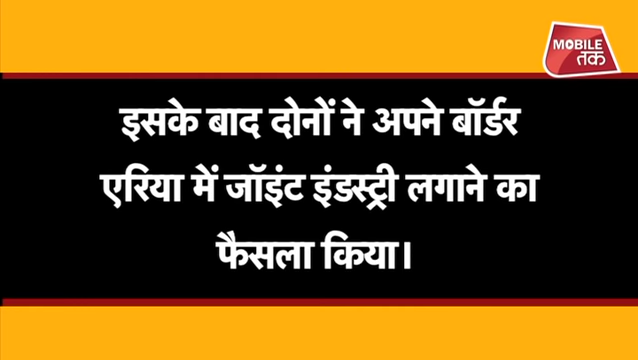 MOBILE
तक
इसके बाद दोनों ने अपने बॉर्डर
एरिया में जॉइंट इंडस्ट्री लगाने का
फैसला किया।